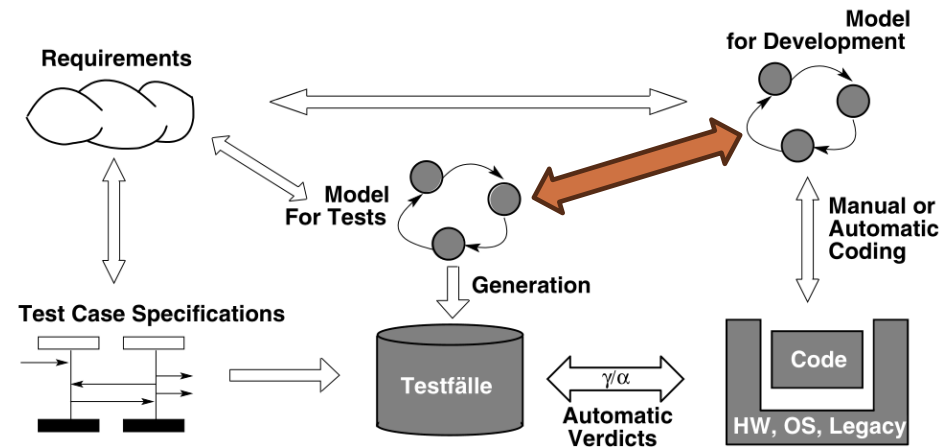 Model
for Development
Requirements
Model
For Tests
Manual or
Automatic
Coding
Generation
Test Case Specifications
Testfälle
γ/α
Automatic
Verdicts
Code
HW, OS, Legacy